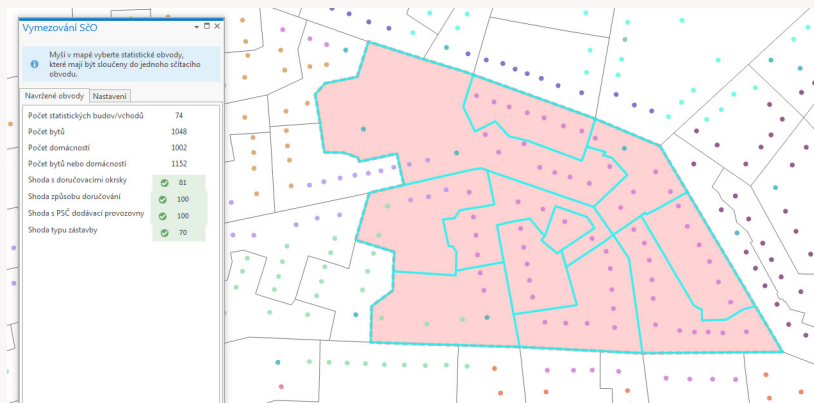 Vymezování SčO
Myší v mapě vyberte statistické obvody,
které mají být sloučeny do jednoho sčítacího
obvodu.
Navržené obvody Nastavení
Počet statistických budov/vchodů 74
Počet bytů 1048
Počet domácností 1002
Počet bytů nebo domácností 1152
Shoda s doručovacími okrsky 81
Shoda způsobu doručování 100
Shoda s PSČ dodávací provozovny 100
Shoda typu zástavby 70